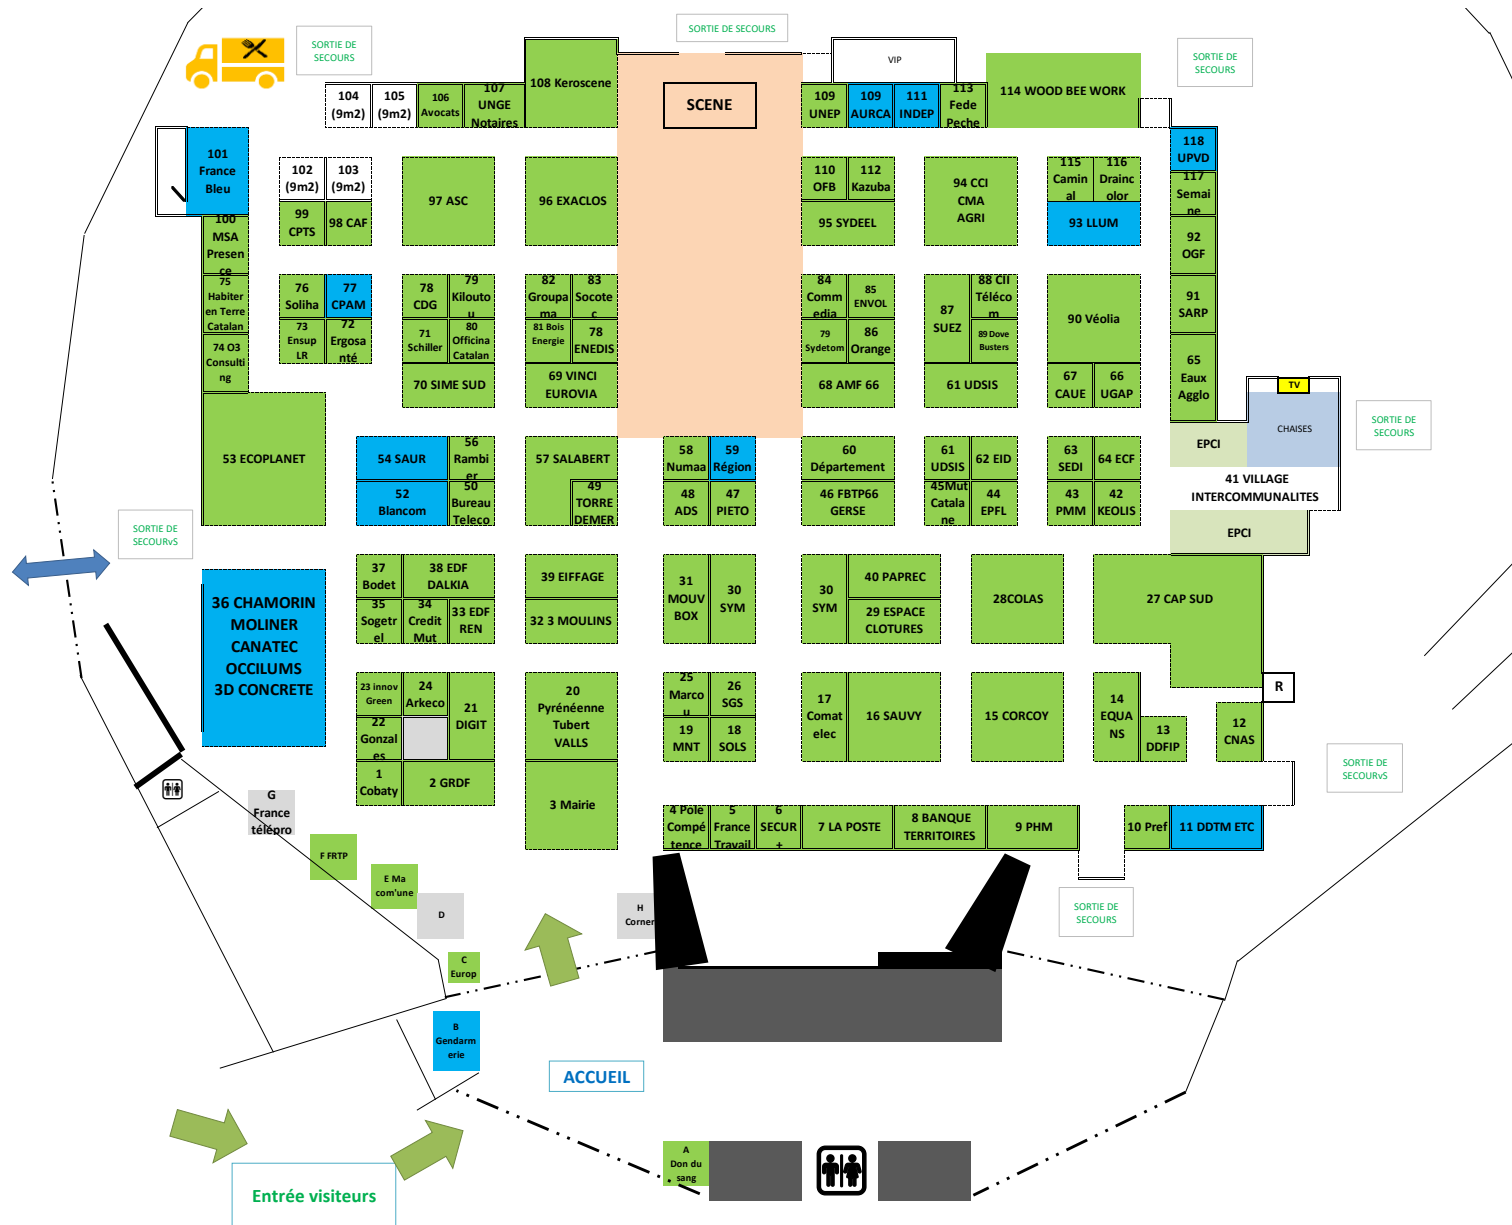 SORTIE DE
SECOURS
SORTIE DE SECOURS
SORTIE DE
SECOURS
VIP
108 Keroscene
SCENE
104
(9m2)
105
(9m2)
106
Avocats
107
UNGE
Notaires
109
UNEP
109
AURCA
111
INDEP
113
Fede
Peche
114 WOOD BEE WORK
101
France
Bleu
102
(9m2)
103
(9m2)
97 ASC
96 EXACLOS
110
OFB
112
Kazuba
94 CCI
CMA
AGRI
115
Camin
al
116
Drainc
olor
118
UPVD
117
Semai
ne
99
CPTS
98 CAF
95 SYDEEL
93 LLUM
100
MSA
Presen
ce
92
OGF
75
Habiter
en Terre
Catalan
76
Soliha
77
CPAM
78
CDG
79
Kilouto
u
82
Groupa
ma
83
Socote
c
84
Comm
edia
85
ENVOL
87
SUEZ
88 CII
Téléco
m
90 Véolia
91
SARP
74 O3
Consulti
ng
73
Ensup
LR
72
Ergosa
nté
71
Schiller
80
Officina
Catalan
81 Bois
Energie
78
ENEDIS
79
Sydetom
86
Orange
89 Dove
Busters
65
Eaux
Agglo
70 SIME SUD
69 VINCI
EUROVIA
68 AMF 66
61 UDSIS
67
CAUE
66
UGAP
TV
CHAISES
SORTIE DE
SECOURS
53 ECOPLANET
54 SAUR
56
Rambi
er
57 SALABERT
58
Numaa
59
Région
60
Département
61
UDSIS
62 EID
63
SEDI
64 ECF
EPCI
41 VILLAGE
INTERCOMMUNALITES
52
Blancom
50
Bureau
Teleco
49
TORRE
DEMER
48
ADS
47
PIETO
46 FBTP66
GERSE
45Mut
Catala
ne
44
EPFL
43
PMM
42
KEOLIS
EPCI
SORTIE DE
SECOURvS
36 CHAMORIN
MOLINER
CANATEC
OCCILUMS
3D CONCRETE
37
Bodet
38 EDF
DALKIA
39 EIFFAGE
31
MOUV
BOX
30
SYM
30
SYM
40 PAPREC
28COLAS
27 CAP SUD
35
Sogetr
el
34
Credit
Mut
33 EDF
REN
32 3 MOULINS
29 ESPACE
CLOTURES
R
23 innov
Green
24
Arkeco
21
DIGIT
20
Pyrénéenne
Tubert
VALLS
25
Marco
u
26
SGS
17
Comat
elec
16 SAUVY
15 CORCOY
14
EQUA
NS
13
DDFIP
12
CNAS
22
Gonzal
es
19
MNT
18
SOLS
SORTIE DE
SECOURvS
1
Cobaty
2 GRDF
3 Mairie
G
France
télépro
4 Pole
Compé
tence
5
France
Travail
6
SECUR
+
7 LA POSTE
8 BANQUE
TERRITOIRES
9 PHM
10 Pref
11 DDTM ETC
F FRTP
E Ma
com'une
D
H
Corner
SORTIE DE
SECOURS
C
Europ
B
Gendarm
erie
ACCUEIL
A
Don du
sang
Entrée visiteurs